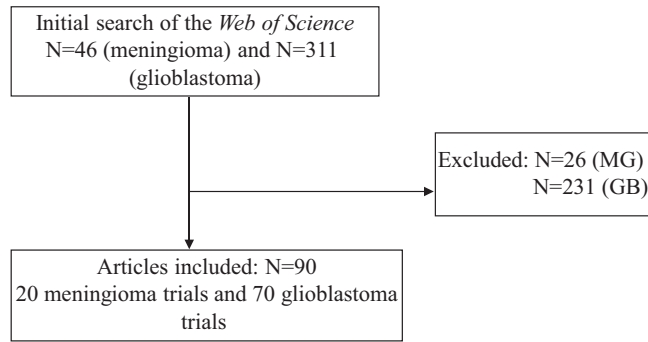 Initial search of the Web of Science
N=46 (meningioma) and N=311
(glioblastoma)
Excluded: N=26 (MG)
N=231 (GB)
Articles included: N=90
20 meningioma trials and 70 glioblastoma
trials